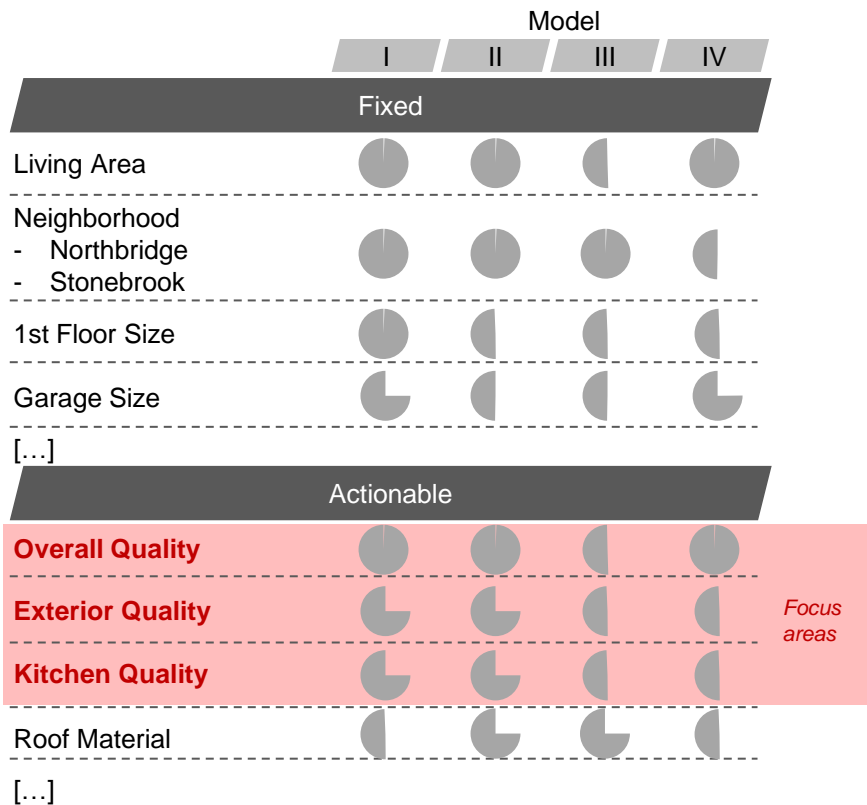 Model
I II III IV
Fixed
Living Area
Neighborhood
- Northbridge
- Stonebrook
1st Floor Size
Garage Size
[…]
Actionable
Overall Quality
Exterior Quality
Focus
areas
Kitchen Quality
Roof Material
[…]